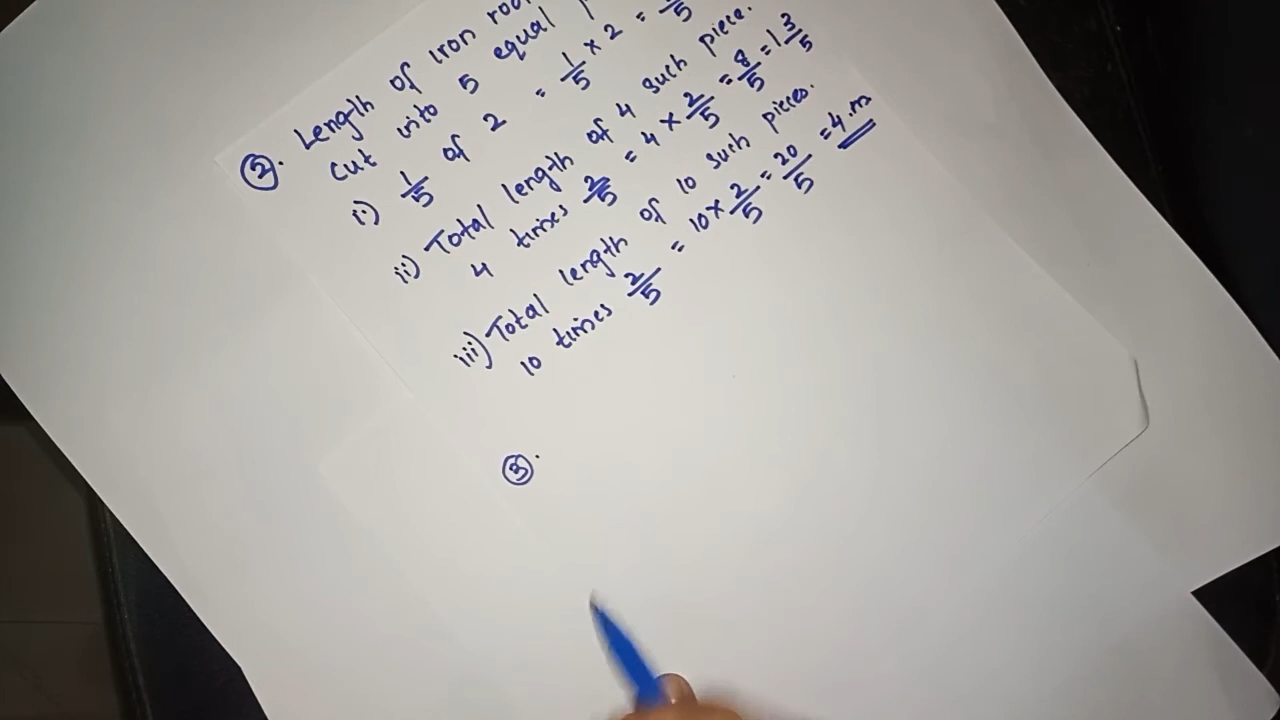 ②. Length of iron
cut into 5 equal
i) 1/5 of 2 = 1/5 × 2 = /5
ii) Total length of 4 such piece.
4 times 2/5 = 4 × 2/5 = 8/5 = 1 3/5
iii) Total length of 10 such pieces.
10 times 2/5 = 10 × 2/5 = 20/5 = 4.m
③.